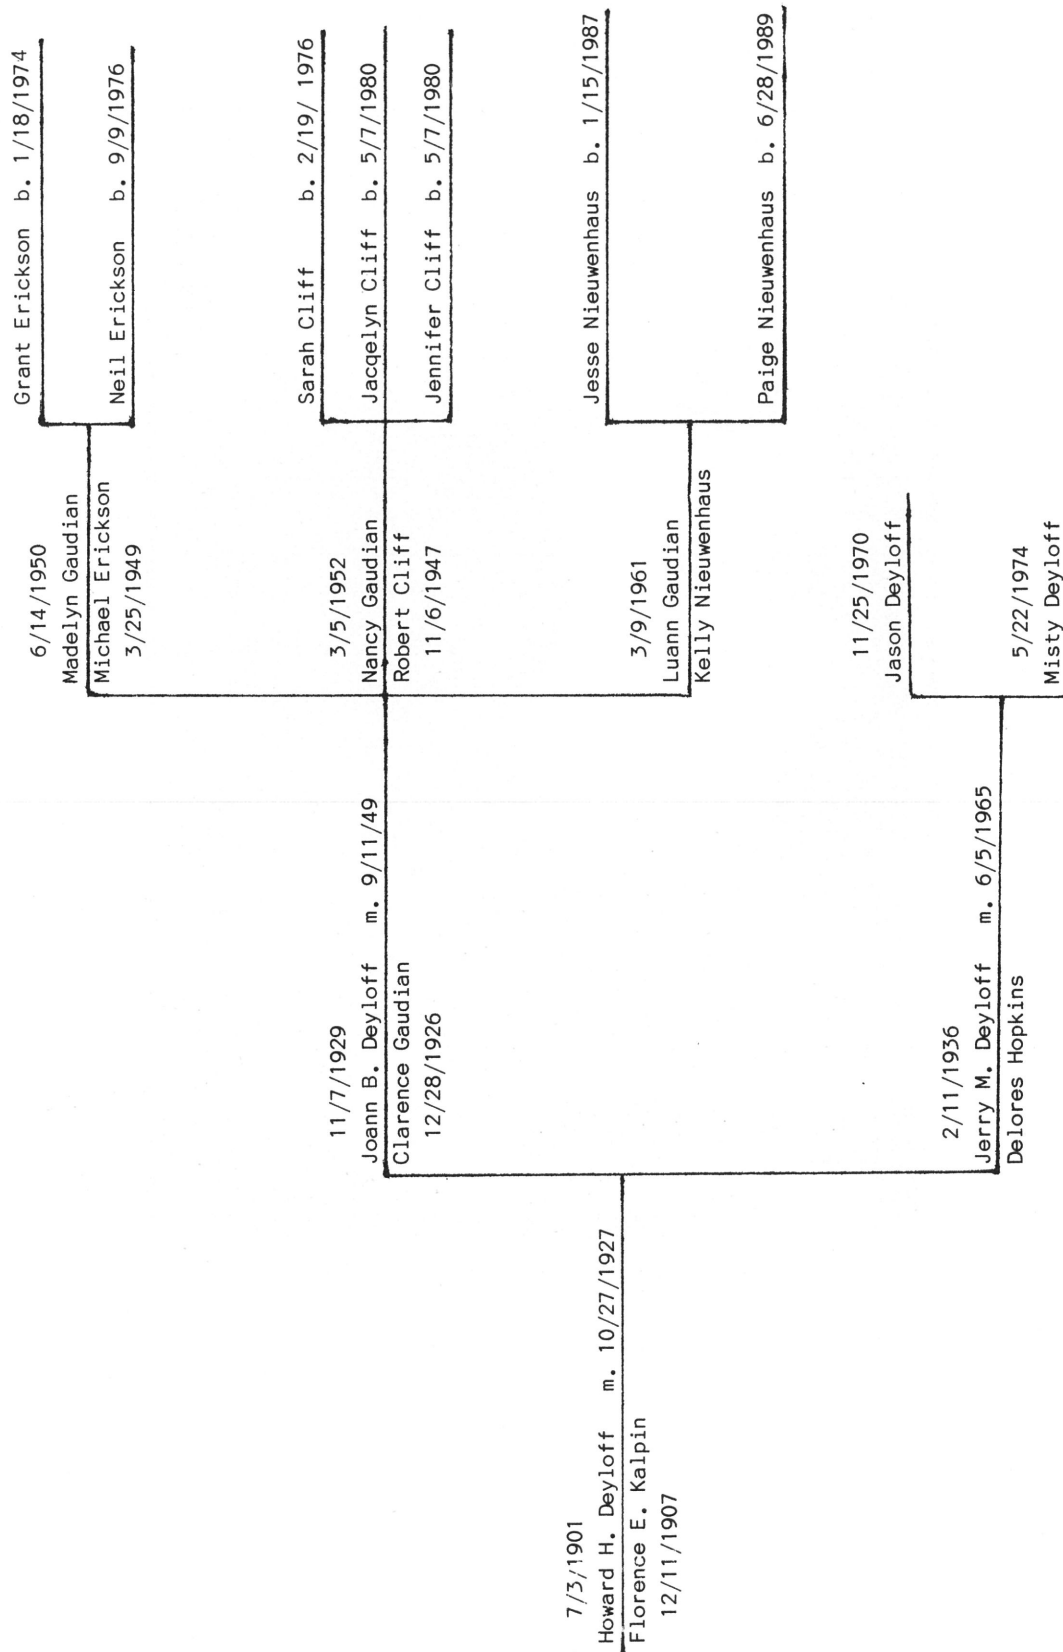 7/3/1901
Howard H. Deyloff m. 10/27/1927
Florence E. Kalpin
12/11/1907
11/7/1929
Joann B. Deyloff m. 9/11/49
Clarence Gaudian
12/28/1926
2/11/1936
Jerry M. Deyloff m. 6/5/1965
Delores Hopkins
6/14/1950
Madelyn Gaudian
Michael Erickson
3/25/1949
3/5/1952
Nancy Gaudian
Robert Cliff
11/6/1947
3/9/1961
Luann Gaudian
Kelly Nieuwenhaus
11/25/1970
Jason Deyloff
5/22/1974
Misty Deyloff
Grant Erickson b. 1/18/1974
Neil Erickson b. 9/9/1976
Sarah Cliff b. 2/19/ 1976
Jacqelyn Cliff b. 5/7/1980
Jennifer Cliff b. 5/7/1980
Jesse Nieuwenhaus b. 1/15/1987
Paige Nieuwenhaus b. 6/28/1989